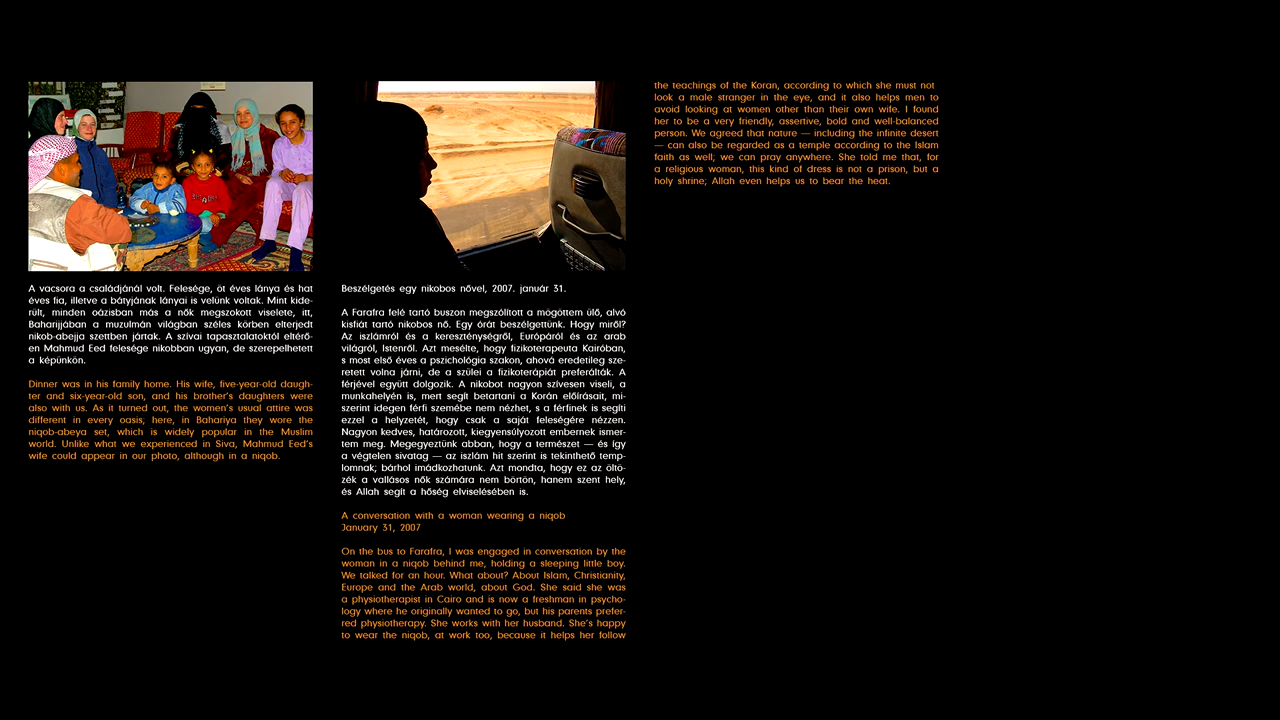 A vacsora a családjánál volt. Felesége, öt éves lánya és hat
éves fia, illetve a bátyjának lányai is velünk voltak. Mint kide-
rült, minden oázisban más a nők megszokott viselete, itt,
Baharijjában a muzulmán világban széles körben elterjedt
nikob-abejja szettben jártak. A szívai tapasztalatoktól eltérő-
en Mahmud Eed felesége nikobban ugyan, de szerepelhetett
a képünkön.
Dinner was in his family home. His wife, five-year-old daugh-
ter and six-year-old son, and his brother's daughters were
also with us. As it turned out, the women's usual attire was
different in every oasis; here, in Bahariya they wore the
niqob-abeya set, which is widely popular in the Muslim
world. Unlike what we experienced in Siva, Mahmud Eed's
wife could appear in our photo, although in a niqob.
Beszélgetés egy nikobos nővel, 2007. január 31.
A Farafra felé tartó buszon megszólított a mögöttem ülő, alvó
kisfiát tartó nikobos nő. Egy órát beszélgettünk. Hogy miről?
Az iszlámról és a kereszténységről, Európáról és az arab
világról, Istenről. Azt mesélte, hogy fizikoterapeuta Kairóban,
s most első éves a pszichológia szakon, ahová eredetileg sze-
retett volna járni, de a szülei a fizikoterápiát preferálták. A
férjével együtt dolgozik. A nikobot nagyon szívesen viseli, a
munkahelyén is, mert segít betartani a Korán előírásait, mi-
szerint idegen férfi szemébe nem nézhet, s a férfinek is segíti
ezzel a helyzetét, hogy csak a saját feleségére nézzen.
Nagyon kedves, határozott, kiegyensúlyozott embernek ismer-
tem meg. Megegyeztünk abban, hogy a természet — és így
a végtelen sivatag — az iszlám hit szerint is tekinthető temp-
lomnak; bárhol imádkozhatunk. Azt mondta, hogy ez az öltö-
zék a vallásos nők számára nem börtön, hanem szent hely,
és Allah segít a hőség elviselésében is.
A conversation with a woman wearing a niqob
January 31, 2007
On the bus to Farafra, I was engaged in conversation by the
woman in a niqob behind me, holding a sleeping little boy.
We talked for an hour. What about? About Islam, Christianity,
Europe and the Arab world, about God. She said she was
a physiotherapist in Cairo and is now a freshman in psycho-
logy where he originally wanted to go, but his parents prefer-
red physiotherapy. She works with her husband. She's happy
to wear the niqob, at work too, because it helps her follow
the teachings of the Koran, according to which she must not
look a male stranger in the eye, and it also helps men to
avoid looking at women other than their own wife. I found
her to be a very friendly, assertive, bold and well-balanced
person. We agreed that nature — including the infinite desert
— can also be regarded as a temple according to the Islam
faith as well; we can pray anywhere. She told me that, for
a religious woman, this kind of dress is not a prison, but a
holy shrine; Allah even helps us to bear the heat.